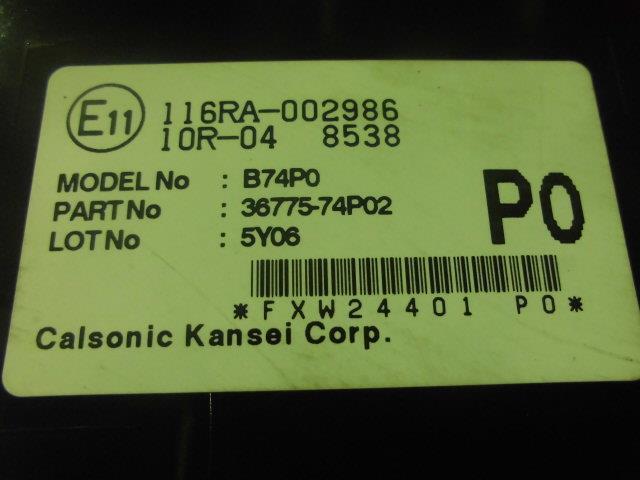 E11 116RA-002986
10R-04 8538
MODEL No : B74P0
PART No : 36775-74P02
LOT No : 5Y06
P0
*FXW24401 P0*
Calsonic Kansei Corp.